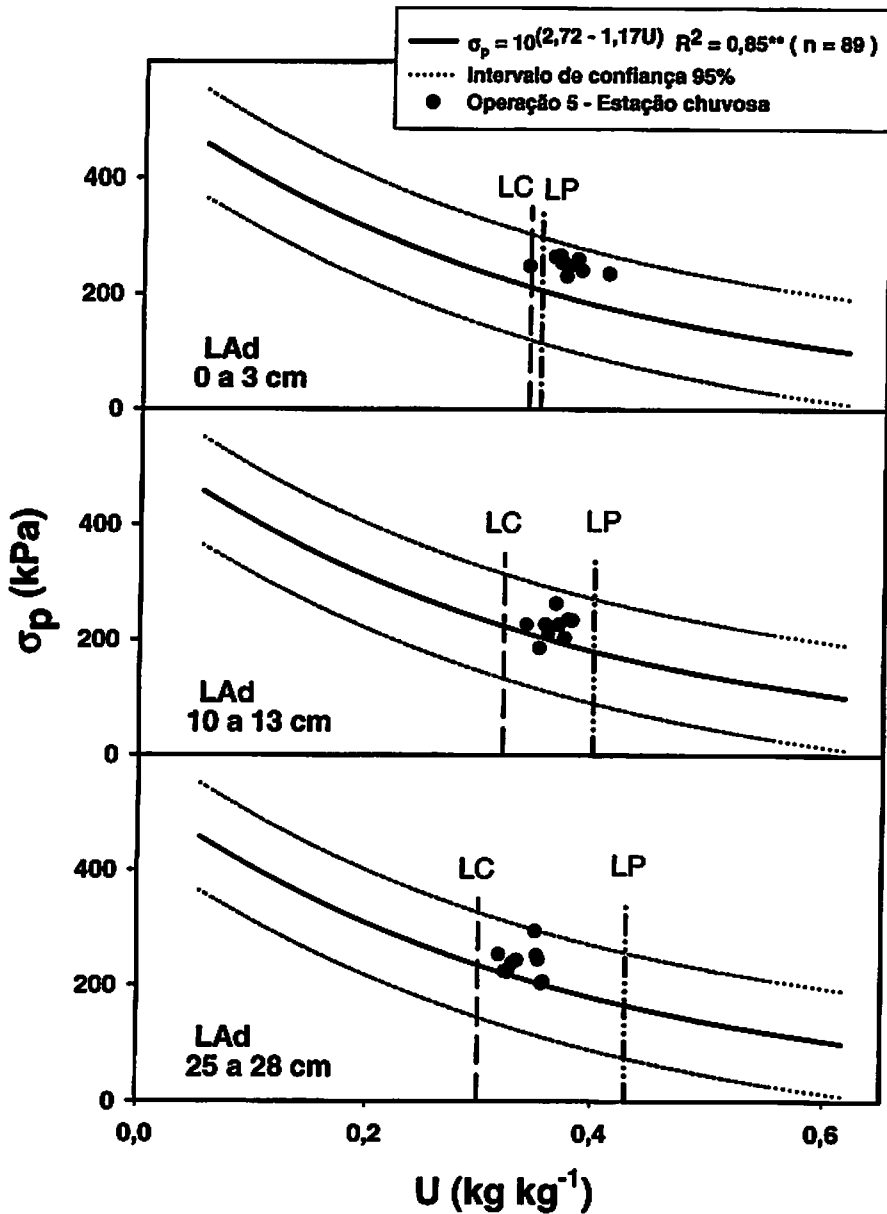 σp = 10^(2,72 - 1,17U) R² = 0,85** ( n = 89 )
Intervalo de confiança 95%
Operação 5 - Estação chuvosa
400
200
0
LC LP
LAd
0 a 3 cm
400
200
0
LC LP
LAd
10 a 13 cm
400
200
0
LC LP
LAd
25 a 28 cm
σp (kPa)
0,0 0,2 0,4 0,6
U (kg kg⁻¹)